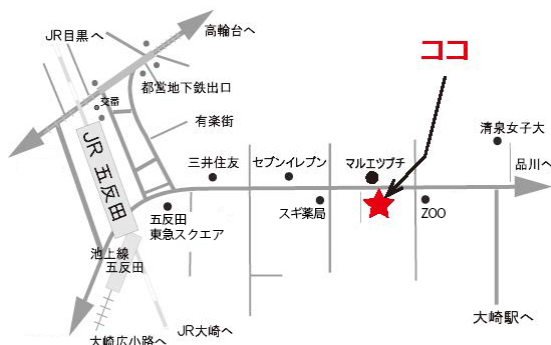 高輪台へ
JR目黒へ
ココ
都営地下鉄出口
交番
有楽街
清泉女子大
JR 五反田
三井住友
セブンイレブン
マルエツプチ
品川へ
五反田
東急スクエア
スギ薬局
ZOO
池上線
五反田
大崎駅へ
JR大崎へ
大崎広小路へ